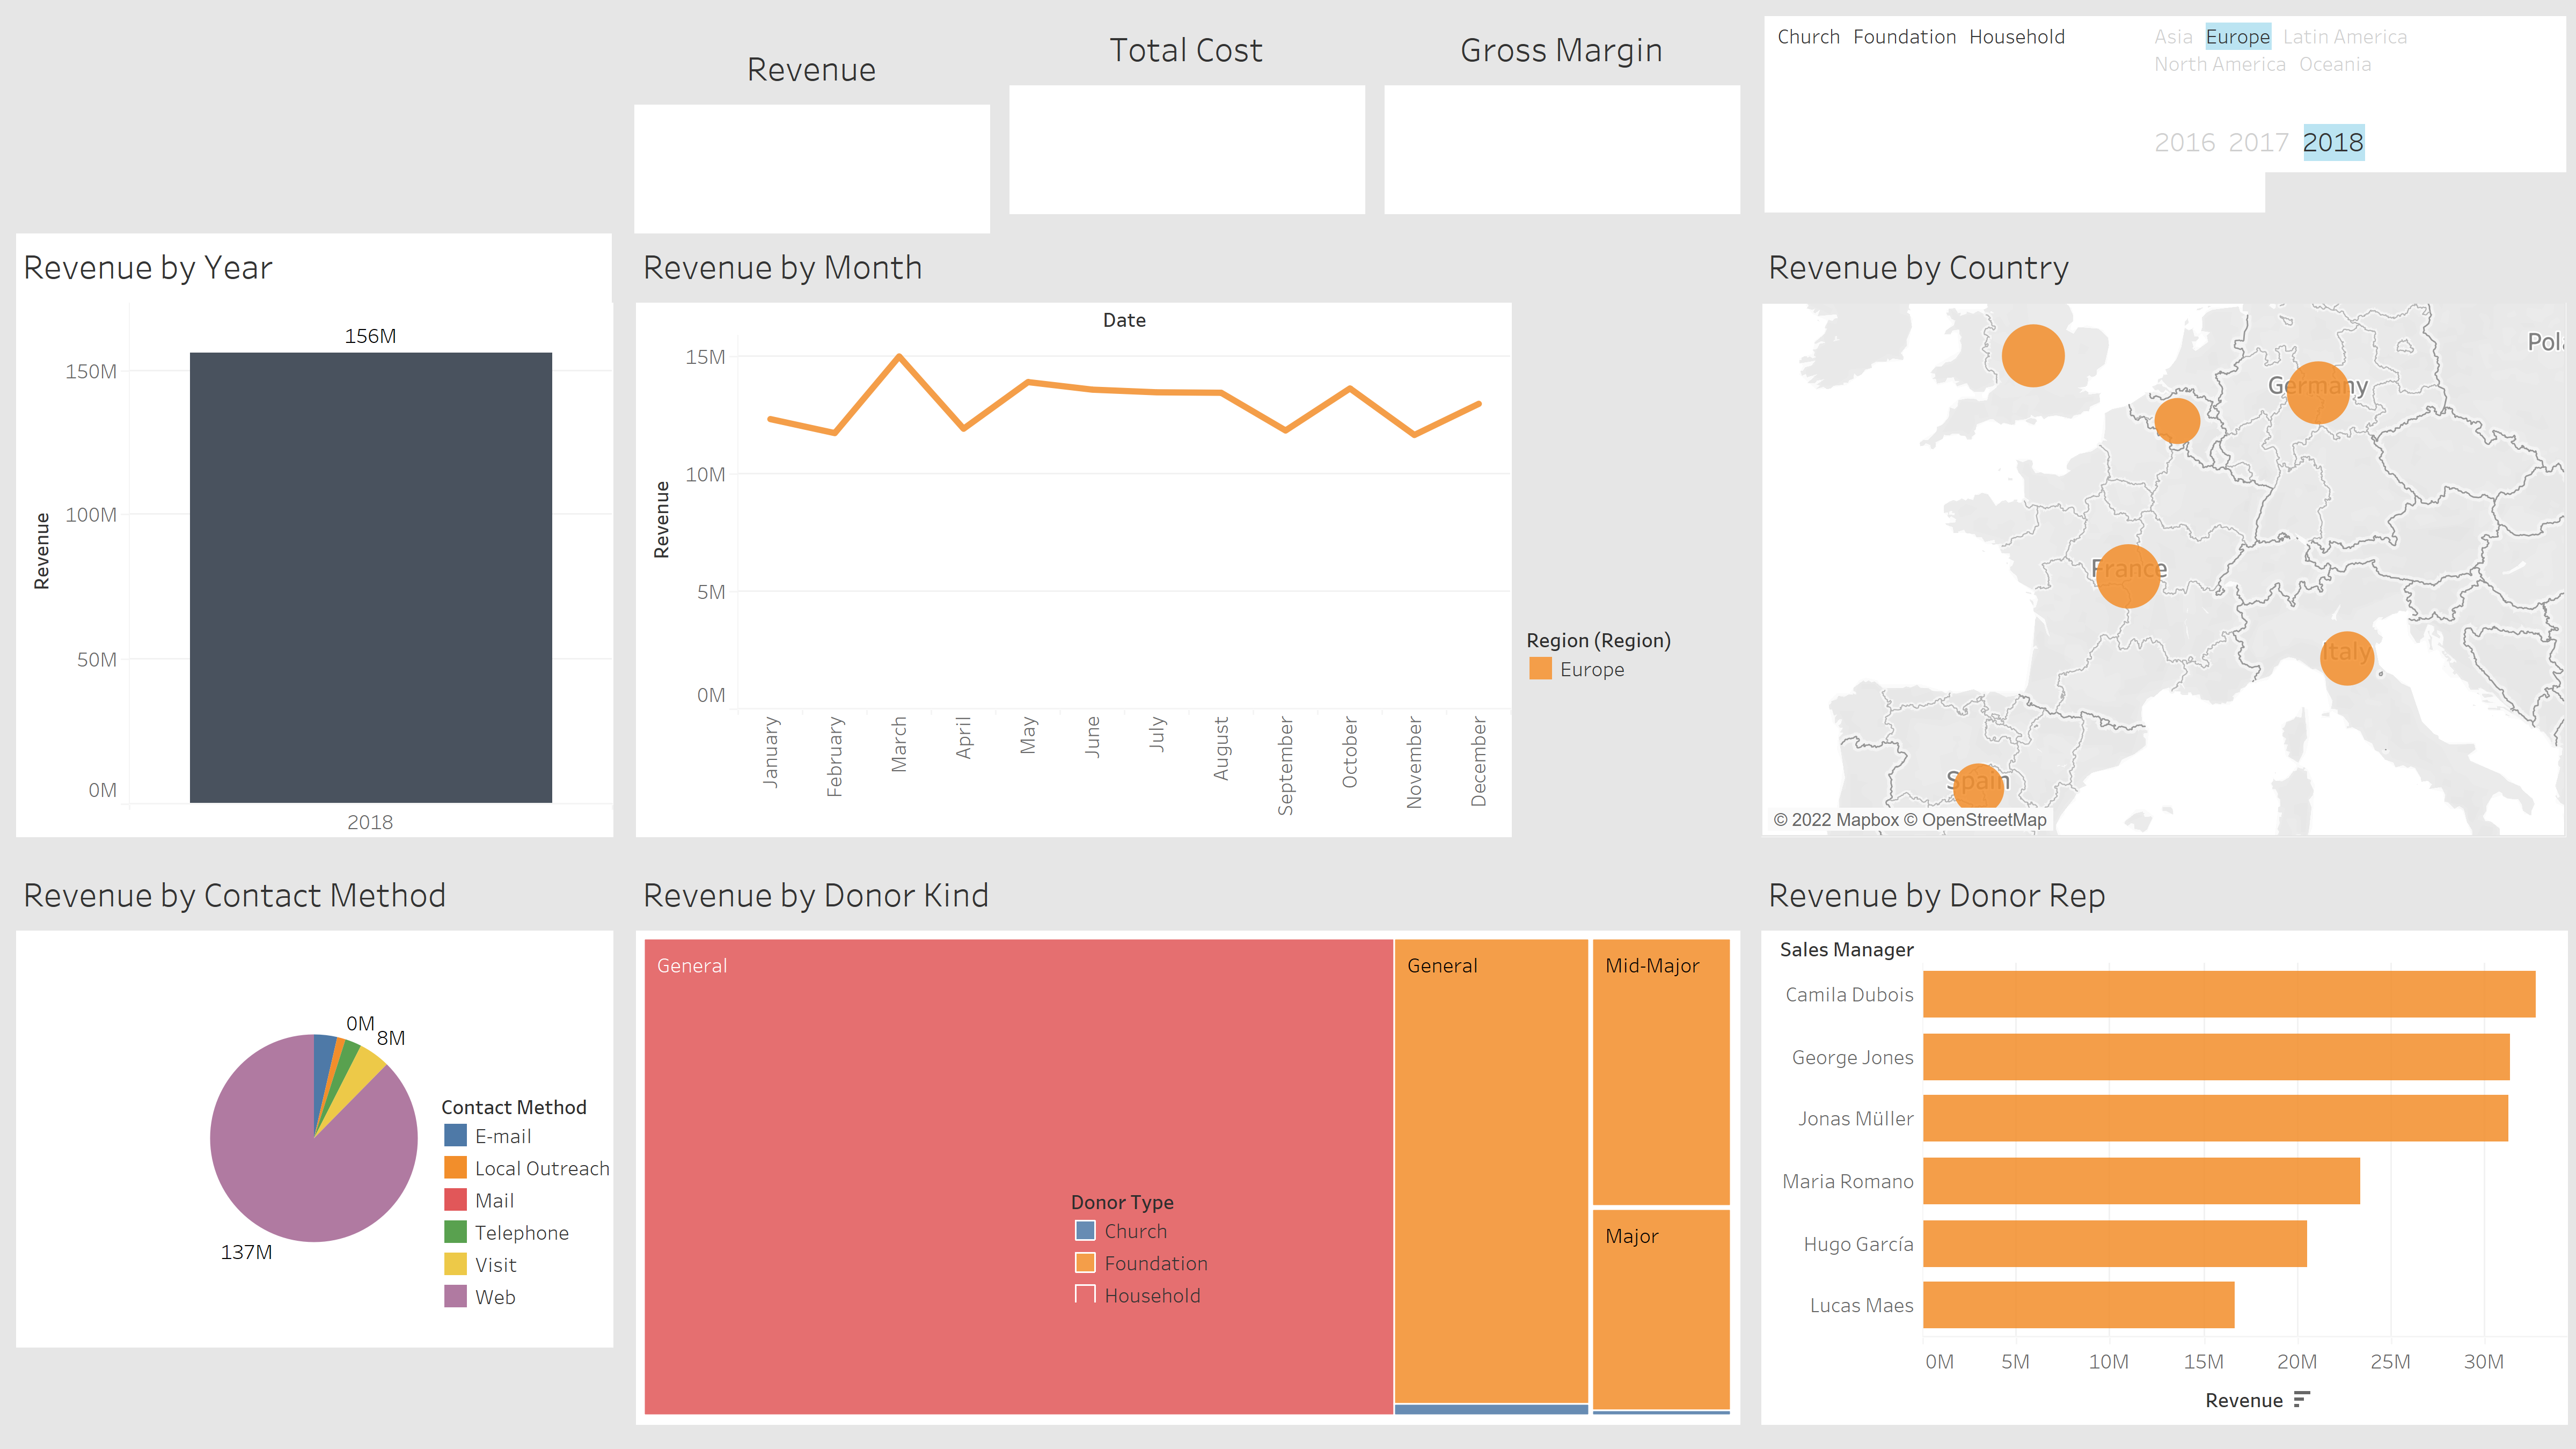 Revenue
Total Cost
Gross Margin
Church Foundation Household
Asia Europe Latin America
North America Oceania
2016 2017 2018
Revenue by Year
156M
150M
100M
50M
0M
Revenue
2018
Revenue by Month
Date
15M
10M
5M
0M
Revenue
January
February
March
April
May
June
July
August
September
October
November
December
Region (Region)
Europe
Revenue by Country
Germany
France
Italy
Spain
© 2022 Mapbox © OpenStreetMap
Revenue by Contact Method
0M
8M
137M
Contact Method
E-mail
Local Outreach
Mail
Telephone
Visit
Web
Revenue by Donor Kind
General
General
Mid-Major
Major
Donor Type
Church
Foundation
Household
Revenue by Donor Rep
Sales Manager
Camila Dubois
George Jones
Jonas Müller
Maria Romano
Hugo García
Lucas Maes
0M 5M 10M 15M 20M 25M 30M
Revenue